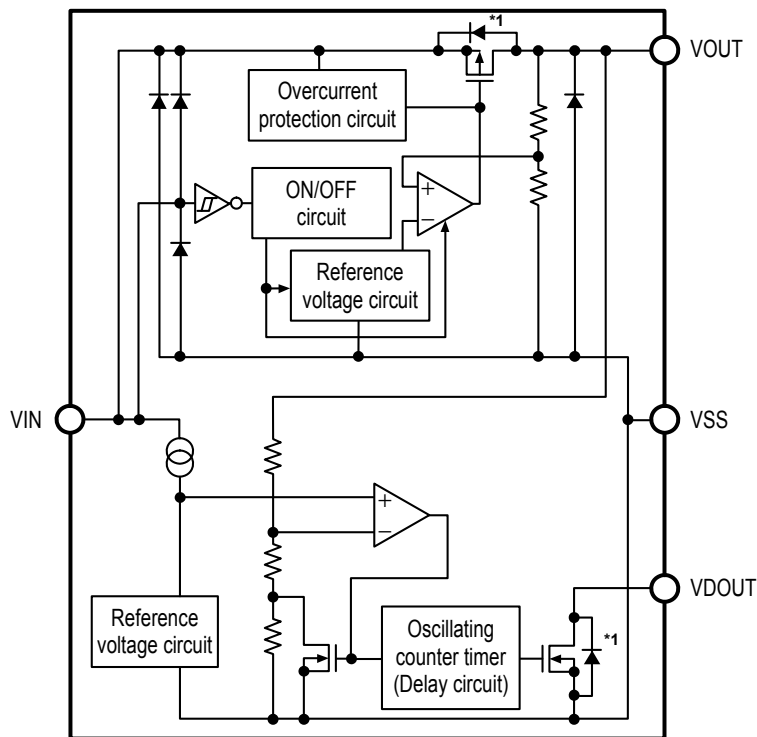 *1
VOUT
Overcurrent
protection circuit
+
−
ON/OFF
circuit
Reference
voltage circuit
VIN
VSS
+
−
VDOUT
Reference
voltage circuit
Oscillating
counter timer
(Delay circuit)
*1